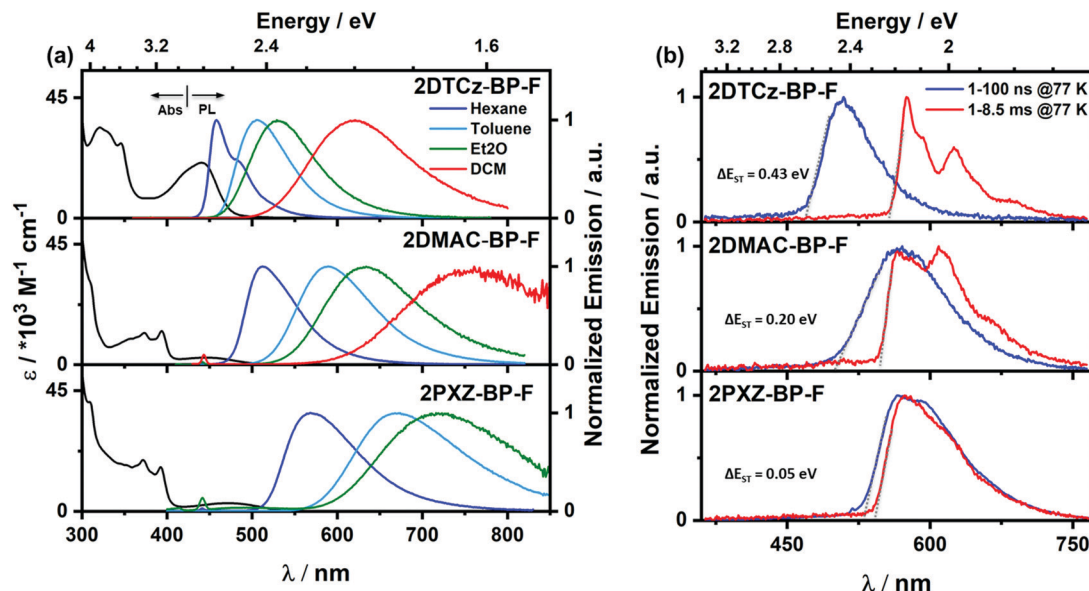 Energy / eV
4 3.2 2.4 1.6
(a)
2DTCz-BP-F
Abs PL
Hexane
Toluene
Et2O
DCM
45
0
1
0
2DMAC-BP-F
45
0
1
0
2PXZ-BP-F
45
0
1
0
ε / *10³ M⁻¹ cm⁻¹
Normalized Emission / a.u.
300 400 500 600 700 800
λ / nm
Energy / eV
3.2 2.8 2.4 2
(b)
2DTCz-BP-F
1-100 ns @77 K
1-8.5 ms @77 K
ΔE_ST = 0.43 eV
1
0
2DMAC-BP-F
ΔE_ST = 0.20 eV
1
0
2PXZ-BP-F
ΔE_ST = 0.05 eV
1
0
Normalized Emission / a.u.
450 600 750
λ / nm